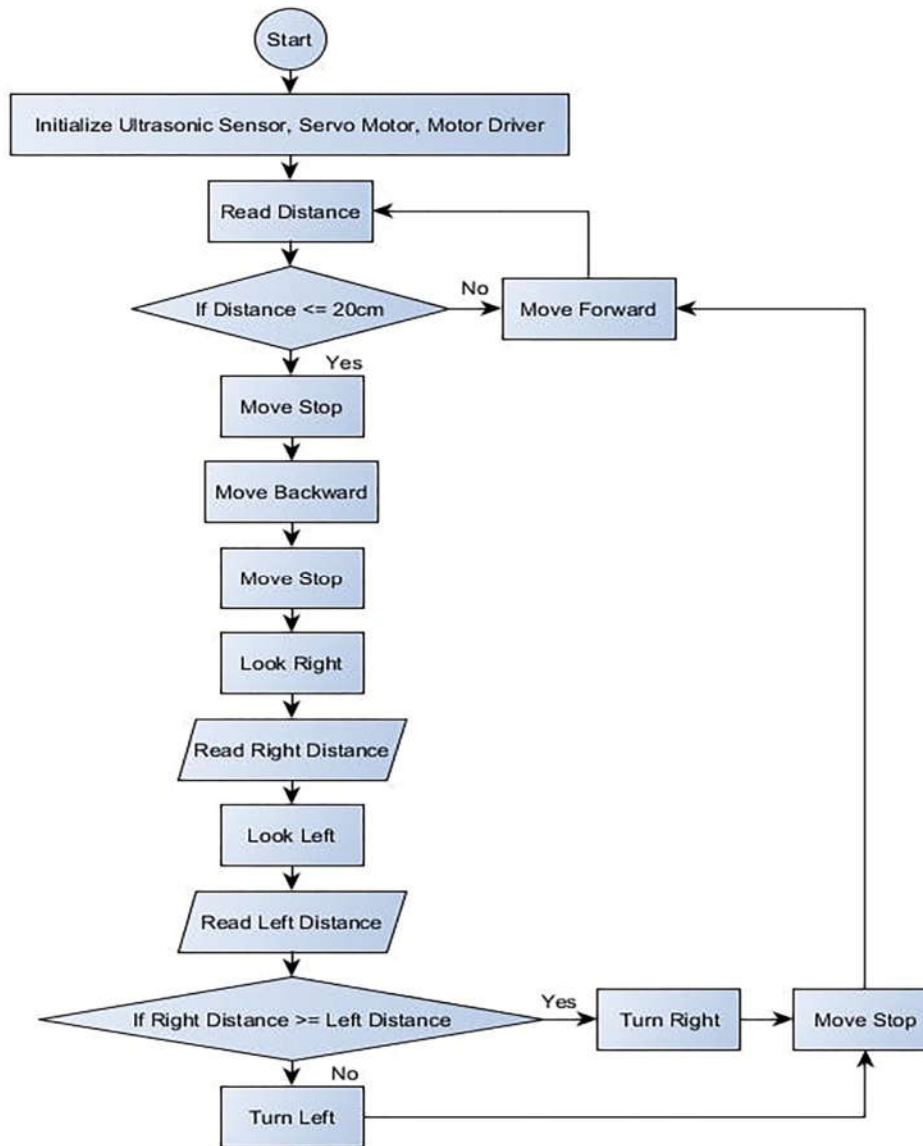 Start
Initialize Ultrasonic Sensor, Servo Motor, Motor Driver
Read Distance
If Distance <= 20cm
No
Move Forward
Yes
Move Stop
Move Backward
Move Stop
Look Right
Read Right Distance
Look Left
Read Left Distance
If Right Distance >= Left Distance
Yes
Turn Right
Move Stop
No
Turn Left